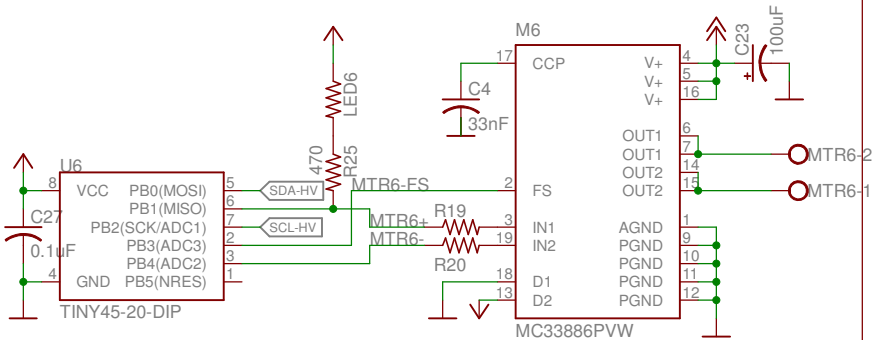 M6
C23
100uF
17
CCP
V+
4
V+
5
V+
16
LED6
C4
33nF
OUT1
6
OUT1
7
OUT2
14
OUT2
15
MTR6-2
MTR6-1
470
R25
U6
8
VCC
PB0(MOSI)
5
SDA-HV
MTR6-FS
2
FS
PB1(MISO)
6
C27
0.1uF
PB2(SCK/ADC1)
7
SCL-HV
MTR6+
R19
3
IN1
AGND
1
PB3(ADC3)
2
MTR6-
19
IN2
PGND
9
PB4(ADC2)
3
R20
PGND
10
4
GND
PB5(NRES)
1
18
D1
PGND
11
13
D2
PGND
12
TINY45-20-DIP
MC33886PVW